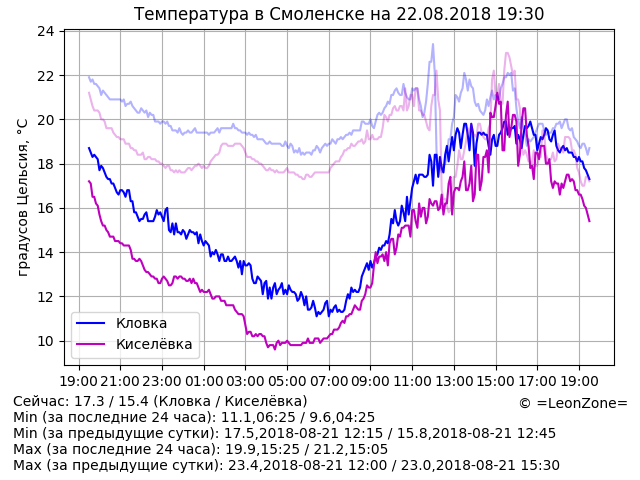 Температура в Смоленске на 22.08.2018 19:30
градусов Цельсия, °C
24
22
20
18
16
14
12
10
Кловка
Киселёвка
19:00 21:00 23:00 01:00 03:00 05:00 07:00 09:00 11:00 13:00 15:00 17:00 19:00
Сейчас: 17.3 / 15.4 (Кловка / Киселёвка)
© =LeonZone=
Min (за последние 24 часа): 11.1,06:25 / 9.6,04:25
Min (за предыдущие сутки): 17.5,2018-08-21 12:15 / 15.8,2018-08-21 12:45
Max (за последние 24 часа): 19.9,15:25 / 21.2,15:05
Max (за предыдущие сутки): 23.4,2018-08-21 12:00 / 23.0,2018-08-21 15:30